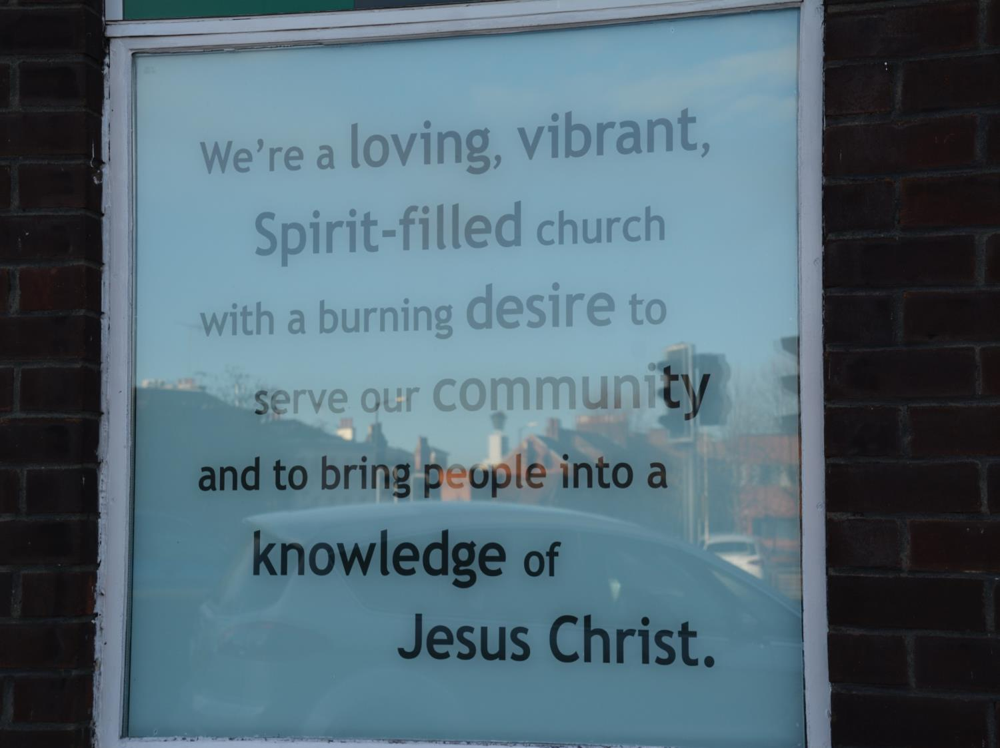 We're a loving, vibrant,
Spirit-filled church
with a burning desire to
serve our community
and to bring people into a
knowledge of
Jesus Christ.